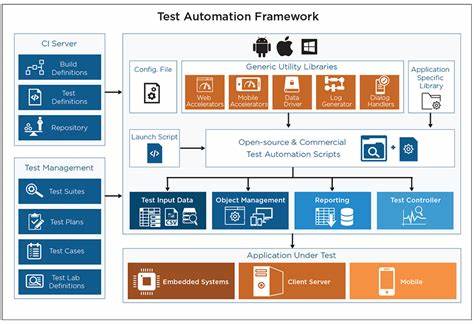 Test Automation Framework
CI Server
Build
Definitions
Test
Definitions
Repository
Test Management
Test Suites
Test Plans
Test Cases
Test Lab
Definitions
Config. File
Generic Utility Libraries
Web
Accelerators
Mobile
Accelerators
Data
Driver
Log
Generator
Dialog
Handlers
Application
Specific
Library
Launch Script
Open-source & Commercial
Test Automation Scripts
Test Input Data
Object Management
Reporting
Test Controller
CSV
Application Under Test
Embedded Systems
Client Server
Mobile